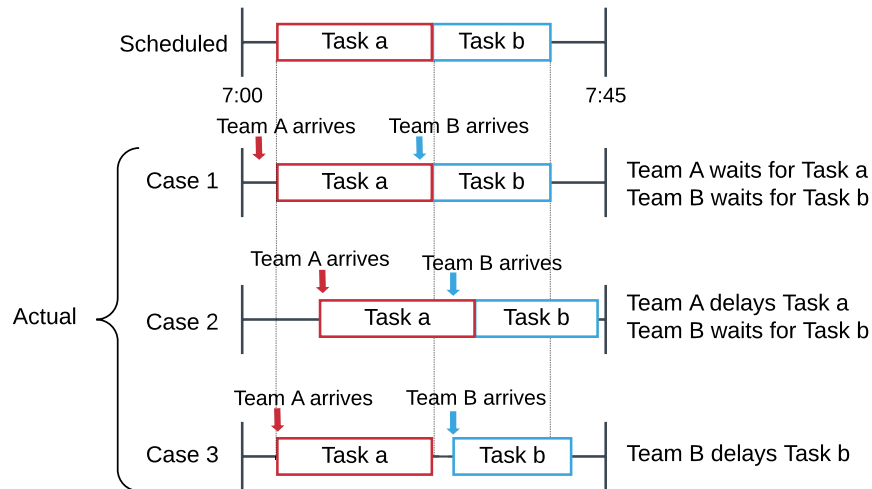 Scheduled
Task a
Task b
7:00
7:45
Team A arrives
Team B arrives
Case 1
Task a
Task b
Team A waits for Task a
Team B waits for Task b
Team A arrives
Team B arrives
Actual
Case 2
Task a
Task b
Team A delays Task a
Team B waits for Task b
Team A arrives
Team B arrives
Case 3
Task a
Task b
Team B delays Task b